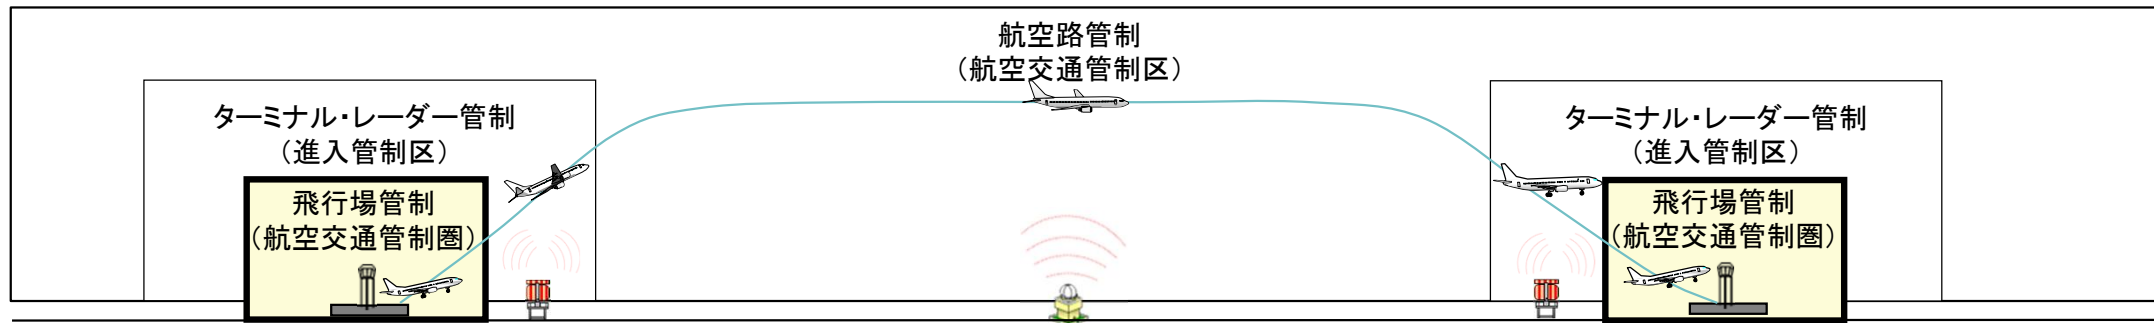 航空路管制
（航空交通管制区）
ターミナル・レーダー管制
（進入管制区）
飛行場管制
（航空交通管制圏）
ターミナル・レーダー管制
（進入管制区）
飛行場管制
（航空交通管制圏）